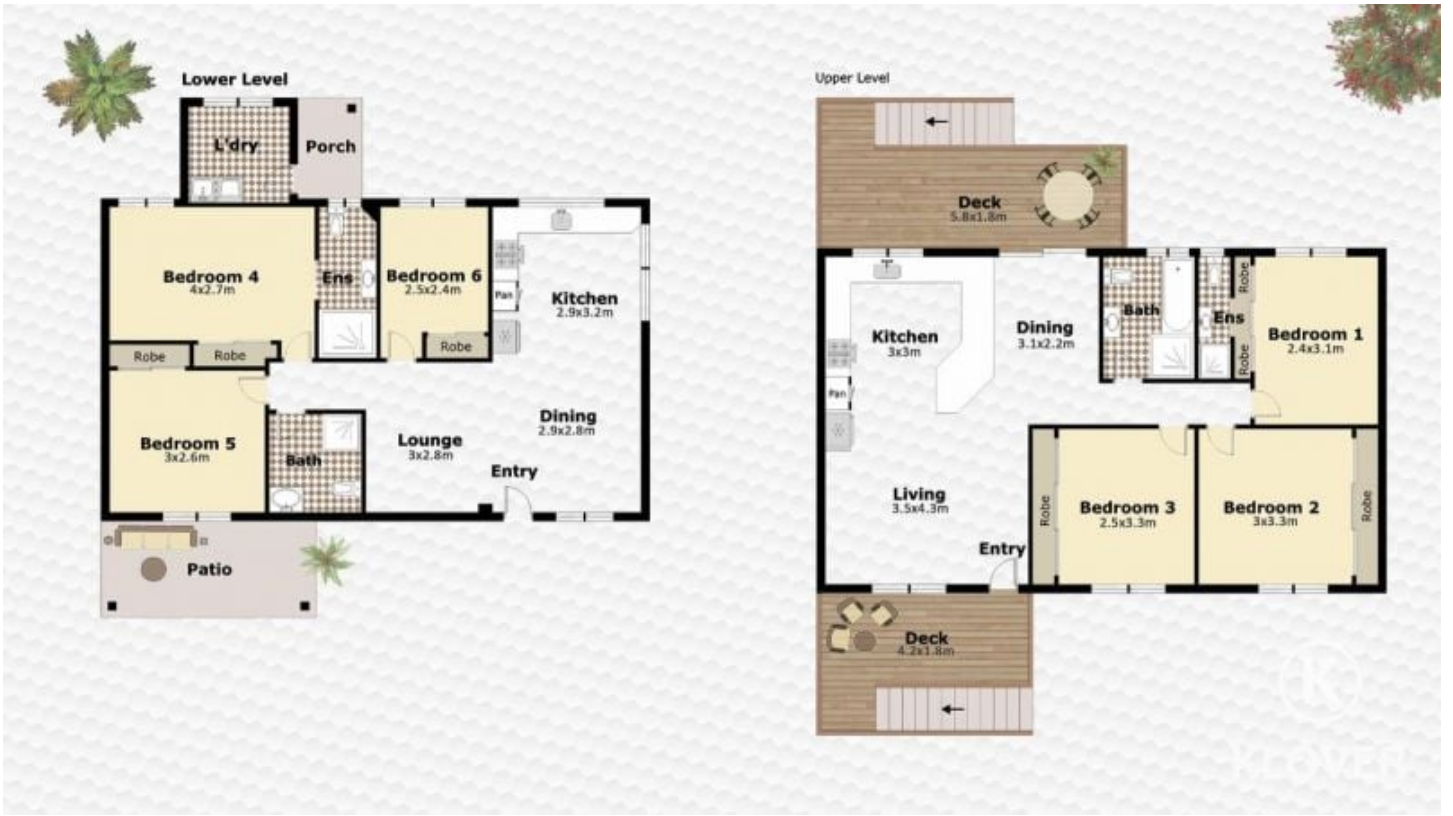 Lower Level
L'dry
Porch
Bedroom 4
4x2.7m
Ens
Bedroom 6
2.5x2.4m
Pan
Kitchen
2.9x3.2m
Robe
Robe
Robe
Bedroom 5
3x2.6m
Bath
Lounge
3x2.8m
Dining
2.9x2.8m
Entry
Patio
Upper Level
Deck
5.8x1.8m
Kitchen
3x3m
Pan
Dining
3.1x2.2m
Bath
Ens
Robe
Robe
Bedroom 1
2.4x3.1m
Living
3.5x4.3m
Entry
Robe
Bedroom 3
2.5x3.3m
Bedroom 2
3x3.3m
Robe
Deck
4.2x1.8m
K
KLOVER